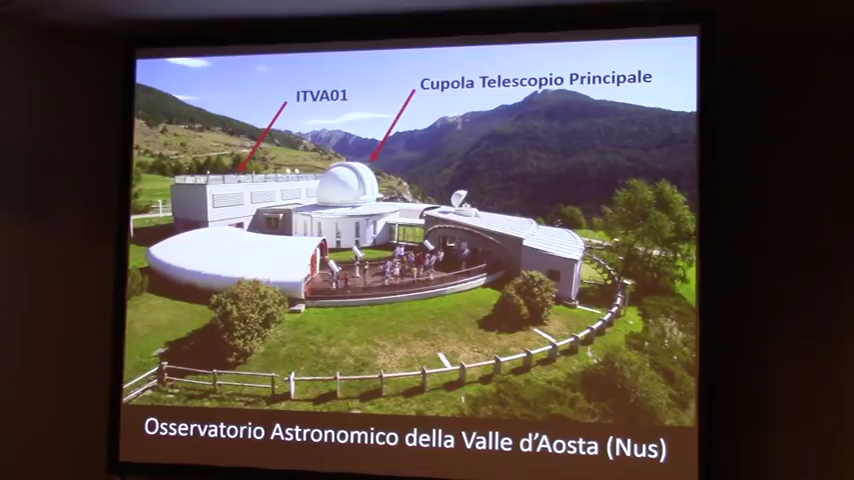 ITVA01
Cupola Telescopio Principale
Osservatorio Astronomico della Valle d'Aosta (Nus)